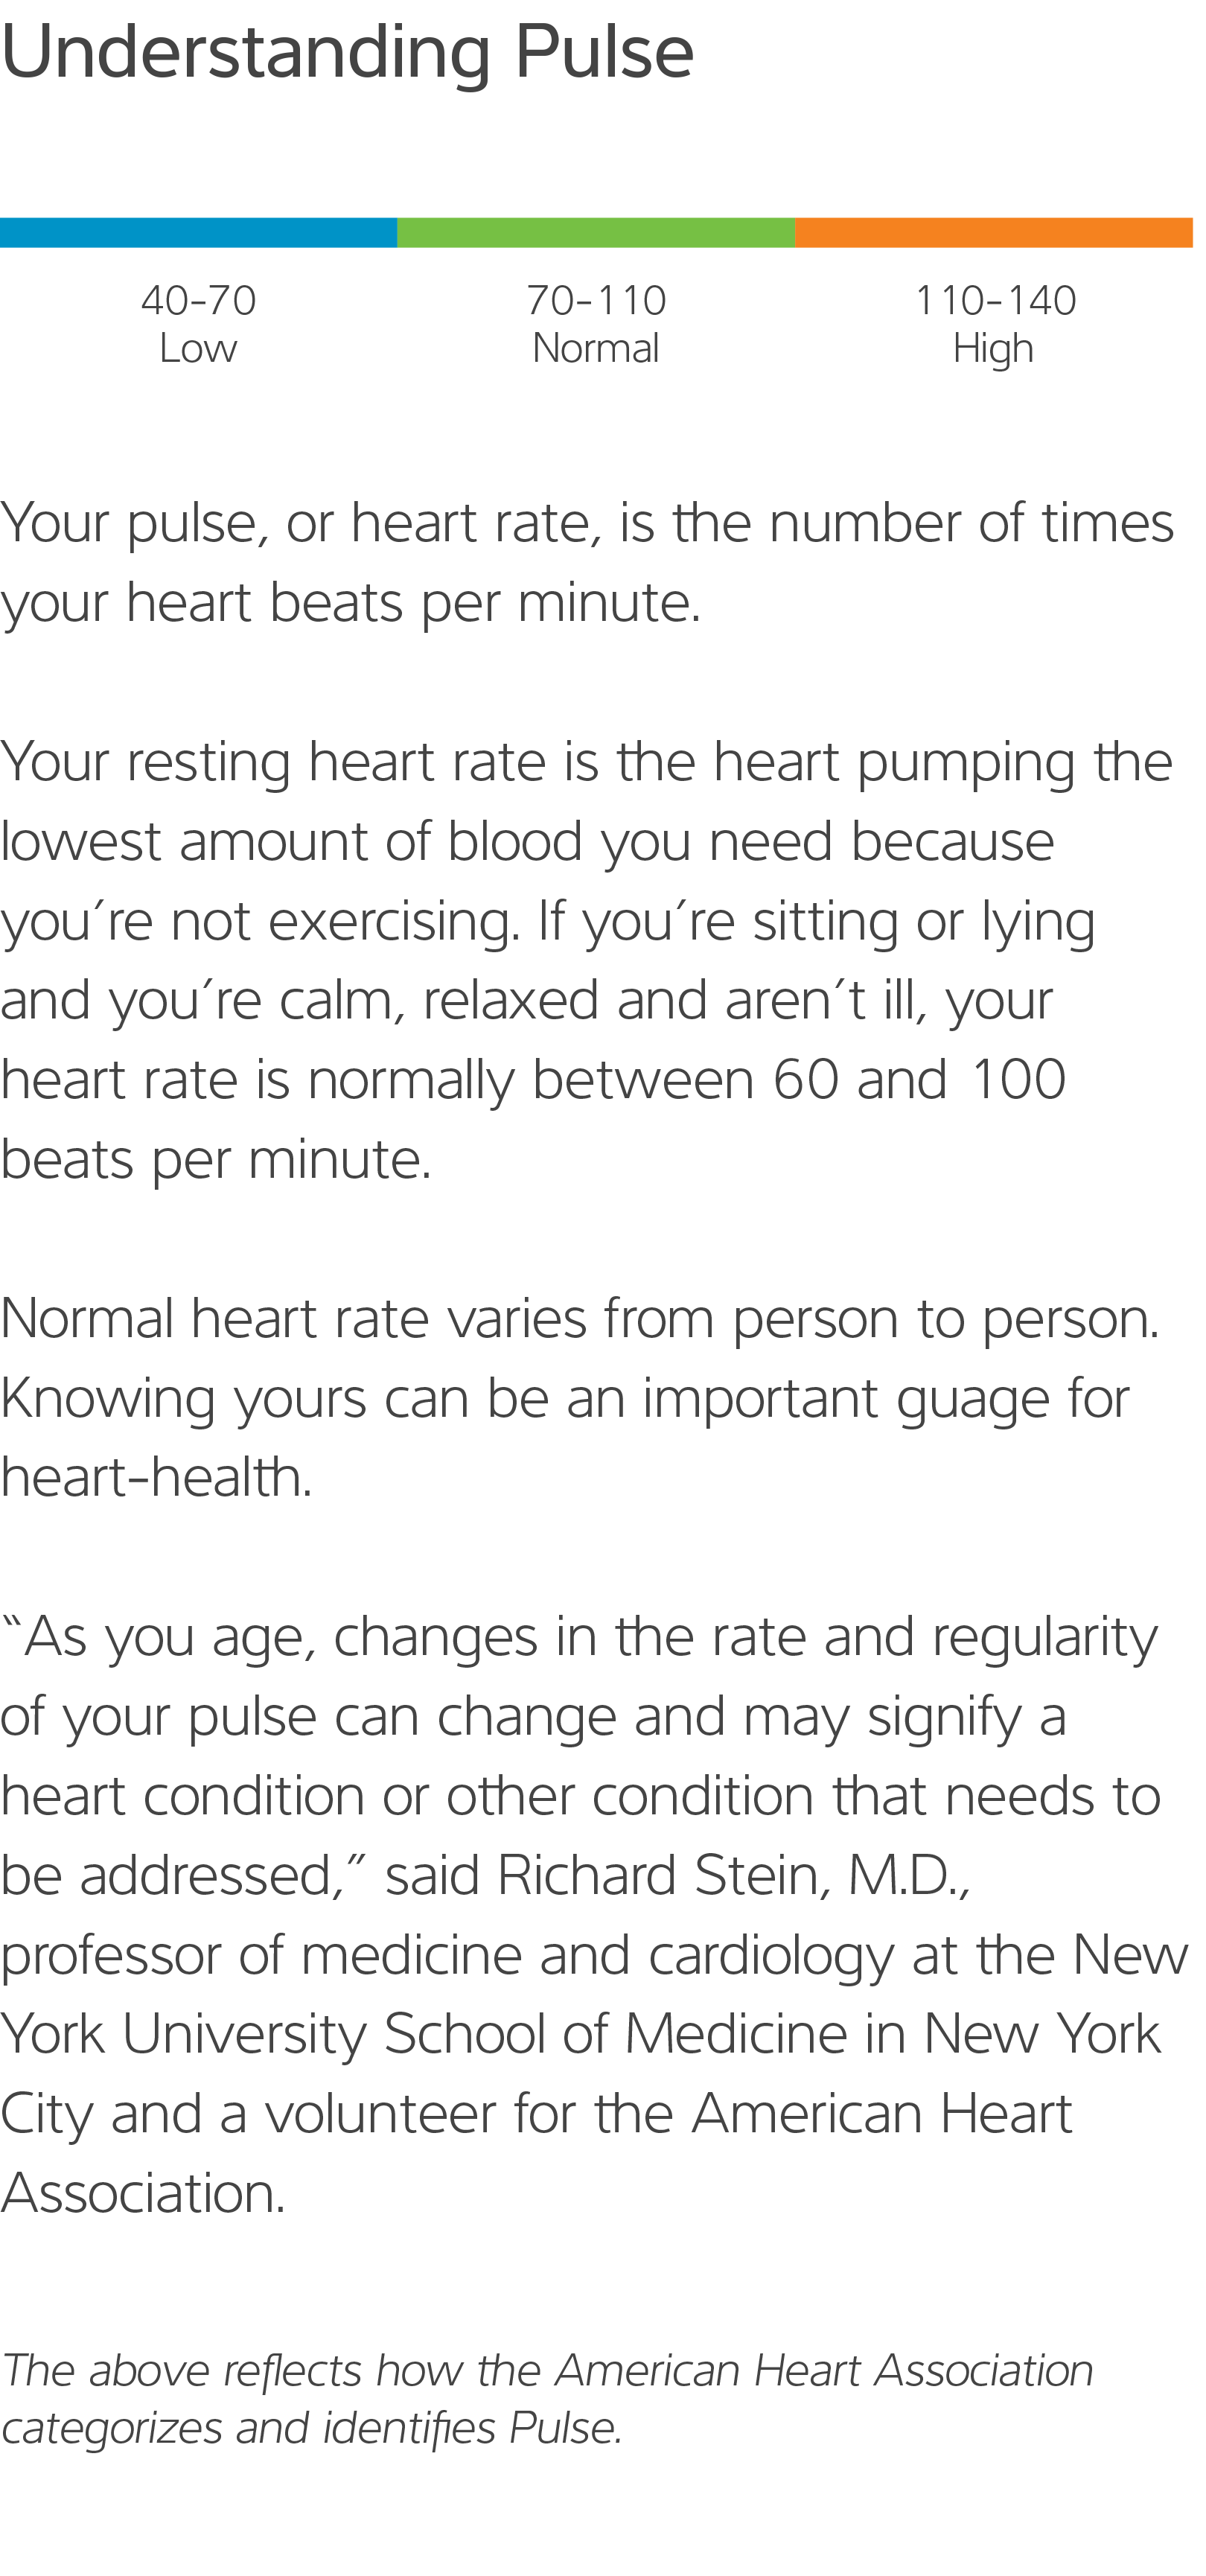 Understanding Pulse
40-70
Low
70-110
Normal
110-140
High
Your pulse, or heart rate, is the number of times
your heart beats per minute.
Your resting heart rate is the heart pumping the
lowest amount of blood you need because
you′re not exercising. If you′re sitting or lying
and you′re calm, relaxed and aren′t ill, your
heart rate is normally between 60 and 100
beats per minute.
Normal heart rate varies from person to person.
Knowing yours can be an important guage for
heart-health.
“As you age, changes in the rate and regularity
of your pulse can change and may signify a
heart condition or other condition that needs to
be addressed,” said Richard Stein, M.D.,
professor of medicine and cardiology at the New
York University School of Medicine in New York
City and a volunteer for the American Heart
Association.
The above reflects how the American Heart Association
categorizes and identifies Pulse.